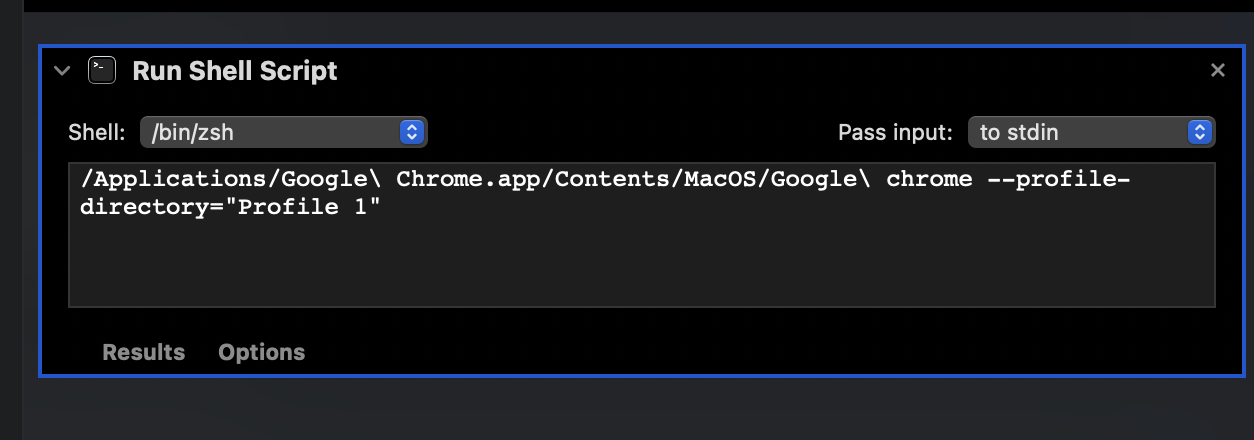 Run Shell Script
Shell: /bin/zsh Pass input: to stdin
/Applications/Google\ Chrome.app/Contents/MacOS/Google\ chrome --profile-
directory="Profile 1"
Results Options